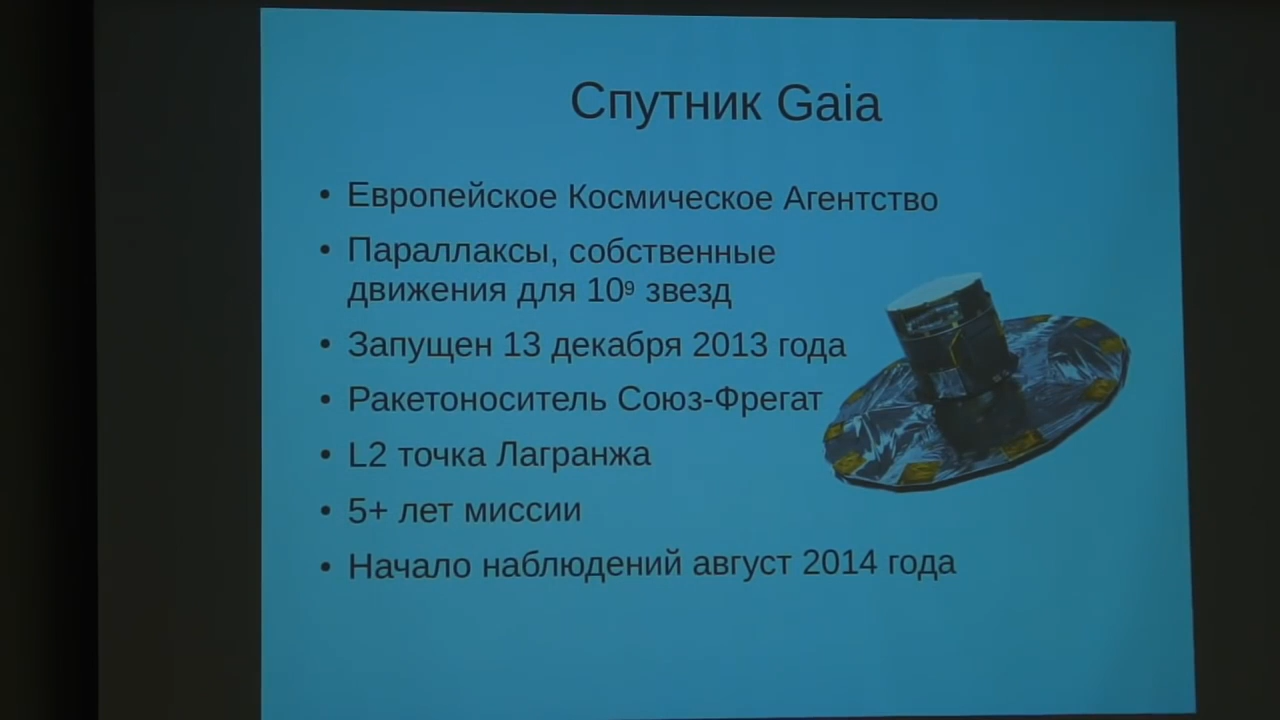 Спутник Gaia
• Европейское Космическое Агентство
• Параллаксы, собственные
движения для 10⁹ звезд
• Запущен 13 декабря 2013 года
• Ракетоноситель Союз-Фрегат
• L2 точка Лагранжа
• 5+ лет миссии
• Начало наблюдений август 2014 года